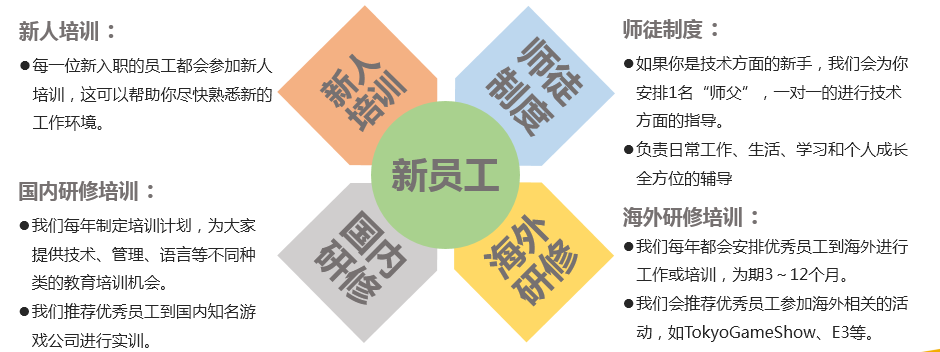 新人培训：
●每一位新入职的员工都会参加新人
培训，这可以帮助你尽快熟悉新的
工作环境。
国内研修培训：
●我们每年制定培训计划，为大家
提供技术、管理、语言等不同种
类的教育培训机会。
●我们推荐优秀员工到国内知名游
戏公司进行实训。
新人
培训
师徒
制度
新员工
国内
研修
海外
研修
师徒制度：
●如果你是技术方面的新手，我们会为你
安排1名“师父”，一对一的进行技术
方面的指导。
●负责日常工作、生活、学习和个人成长
全方位的辅导
海外研修培训：
●我们每年都会安排优秀员工到海外进行
工作或培训，为期3～12个月。
●我们会推荐优秀员工参加海外相关的活
动，如TokyoGameShow、E3等。